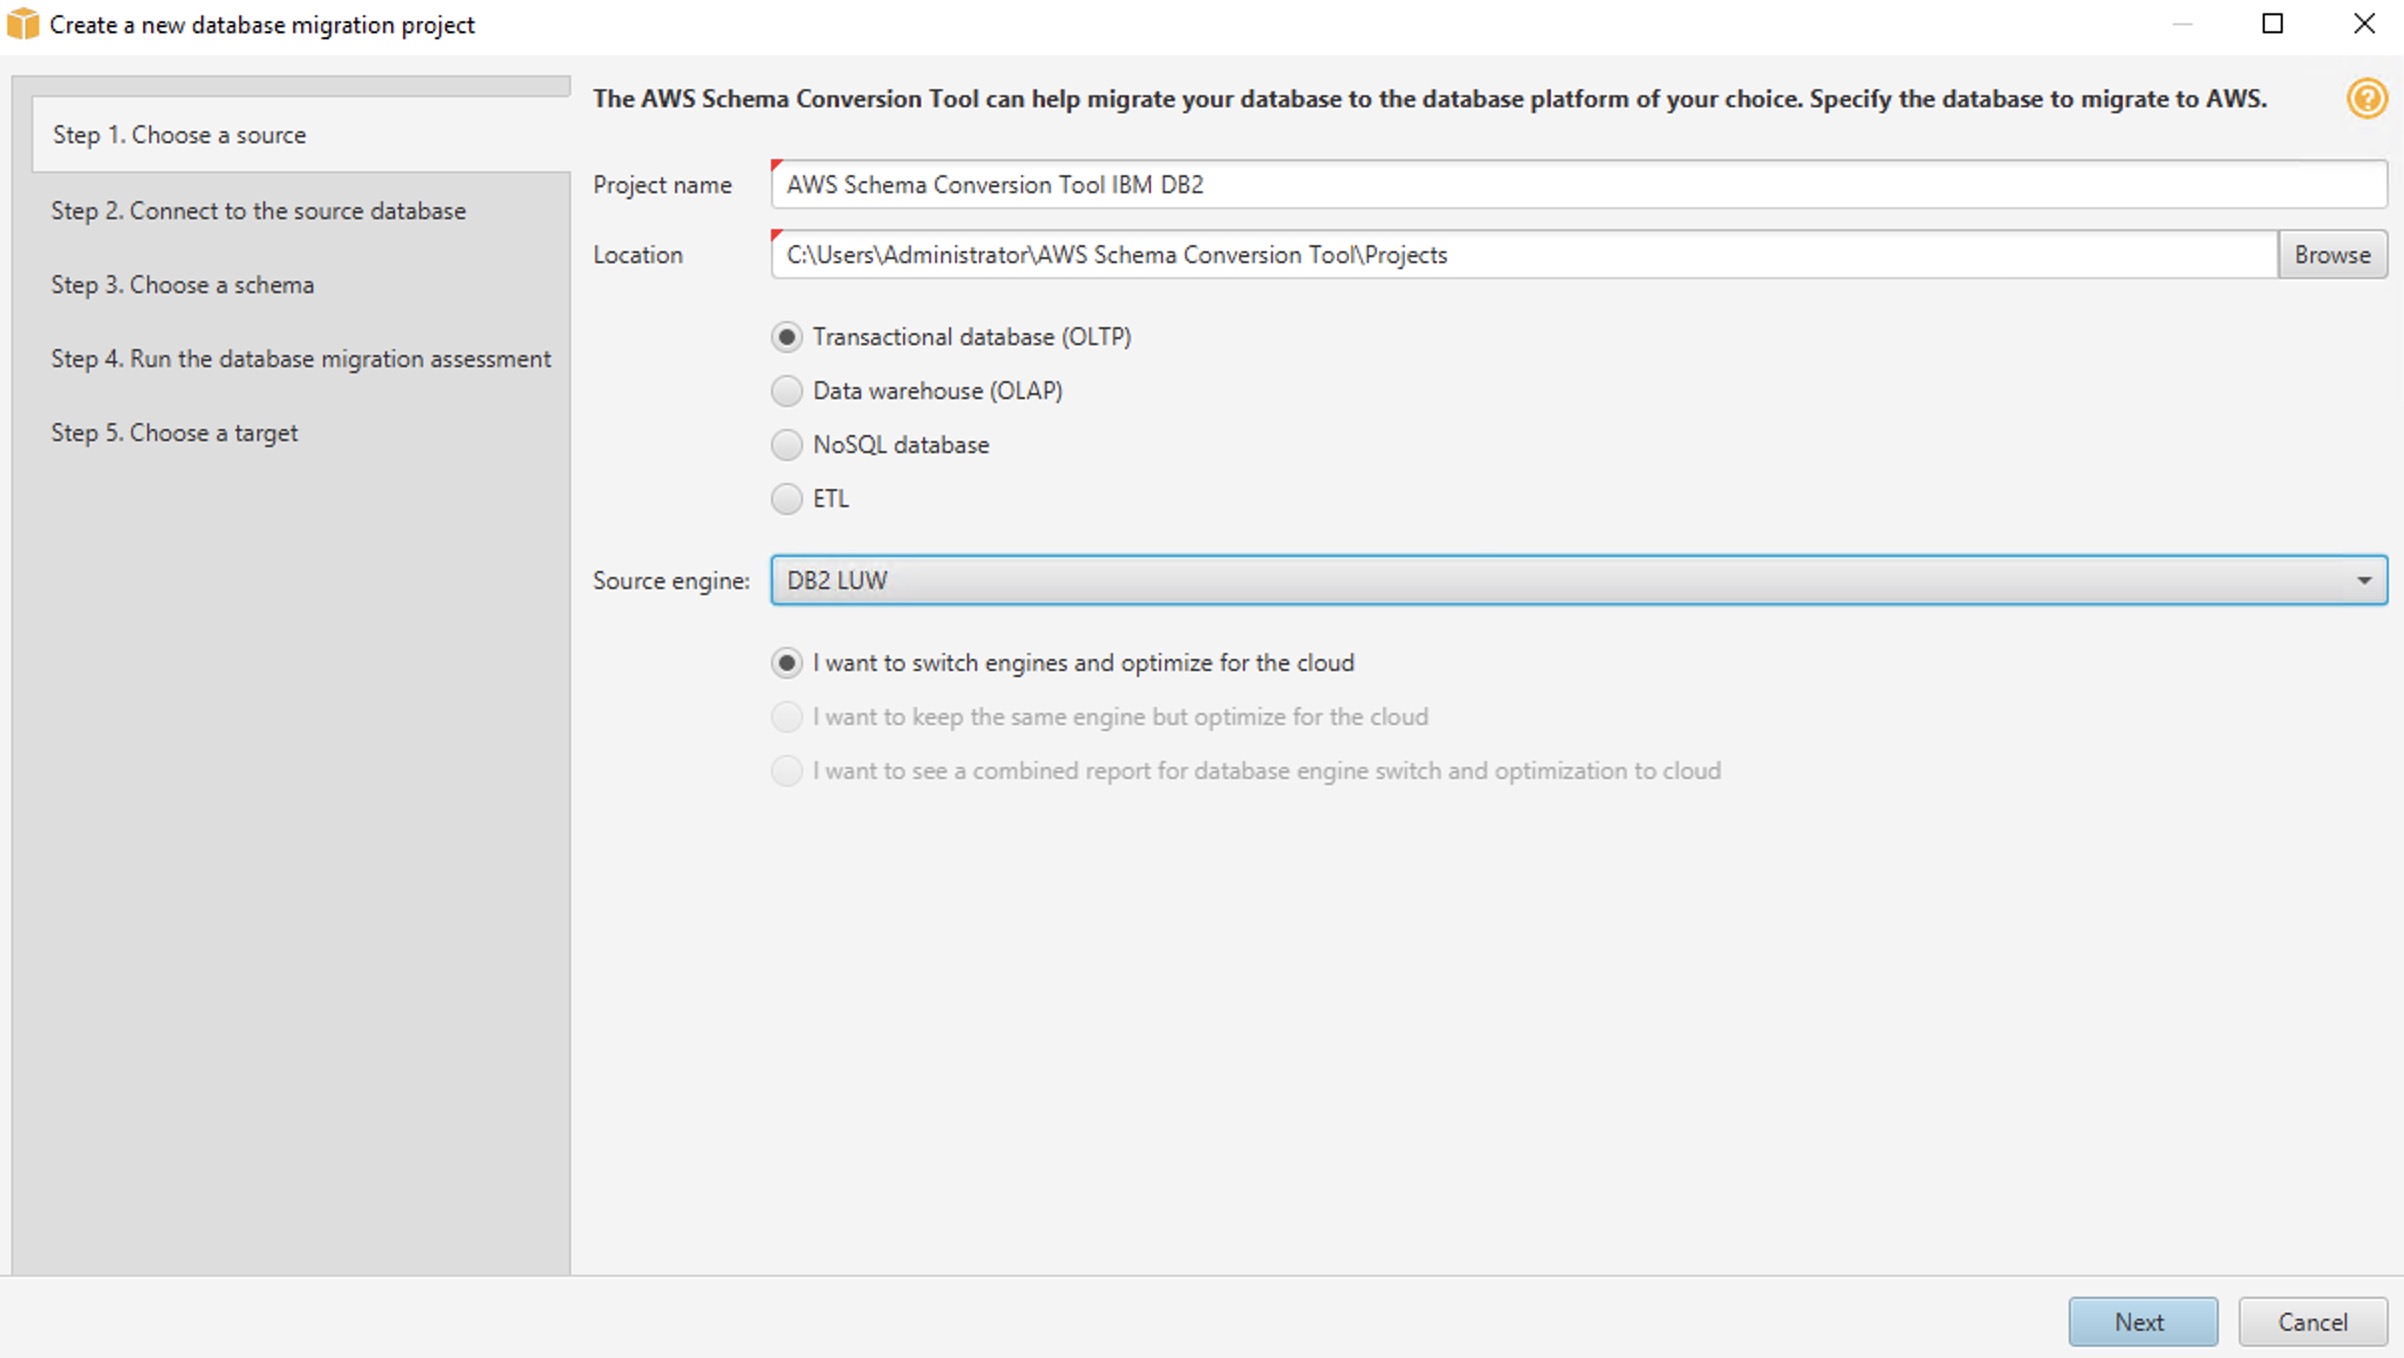 Create a new database migration project
Step 1. Choose a source
Step 2. Connect to the source database
Step 3. Choose a schema
Step 4. Run the database migration assessment
Step 5. Choose a target
The AWS Schema Conversion Tool can help migrate your database to the database platform of your choice. Specify the database to migrate to AWS.
?
Project name AWS Schema Conversion Tool IBM DB2
Location C:\Users\Administrator\AWS Schema Conversion Tool\Projects Browse
Transactional database (OLTP)
Data warehouse (OLAP)
NoSQL database
ETL
Source engine: DB2 LUW
I want to switch engines and optimize for the cloud
I want to keep the same engine but optimize for the cloud
I want to see a combined report for database engine switch and optimization to cloud
Next Cancel